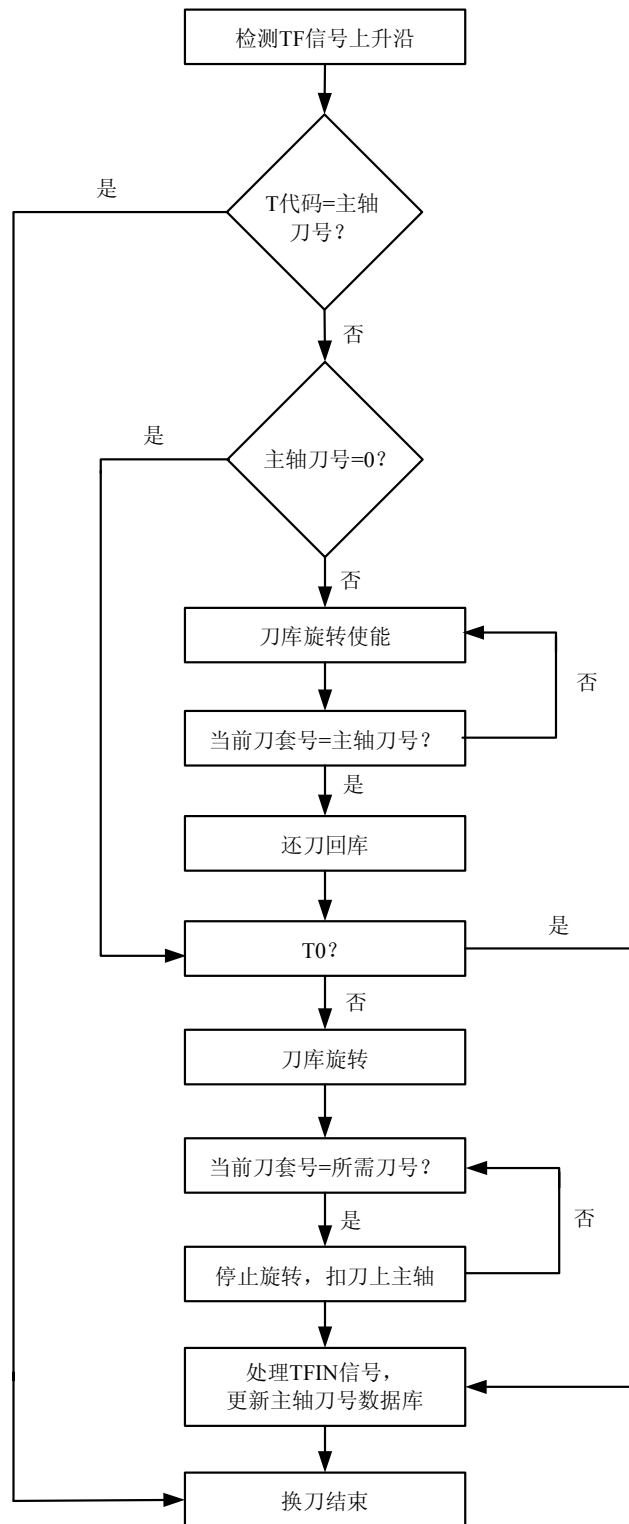 检测TF信号上升沿
是
T代码=主轴
刀号？
否
是
主轴刀号=0？
否
刀库旋转使能
否
当前刀套号=主轴刀号？
是
还刀回库
T0？
是
否
刀库旋转
当前刀套号=所需刀号？
是
否
停止旋转，扣刀上主轴
处理TFIN信号，
更新主轴刀号数据库
换刀结束